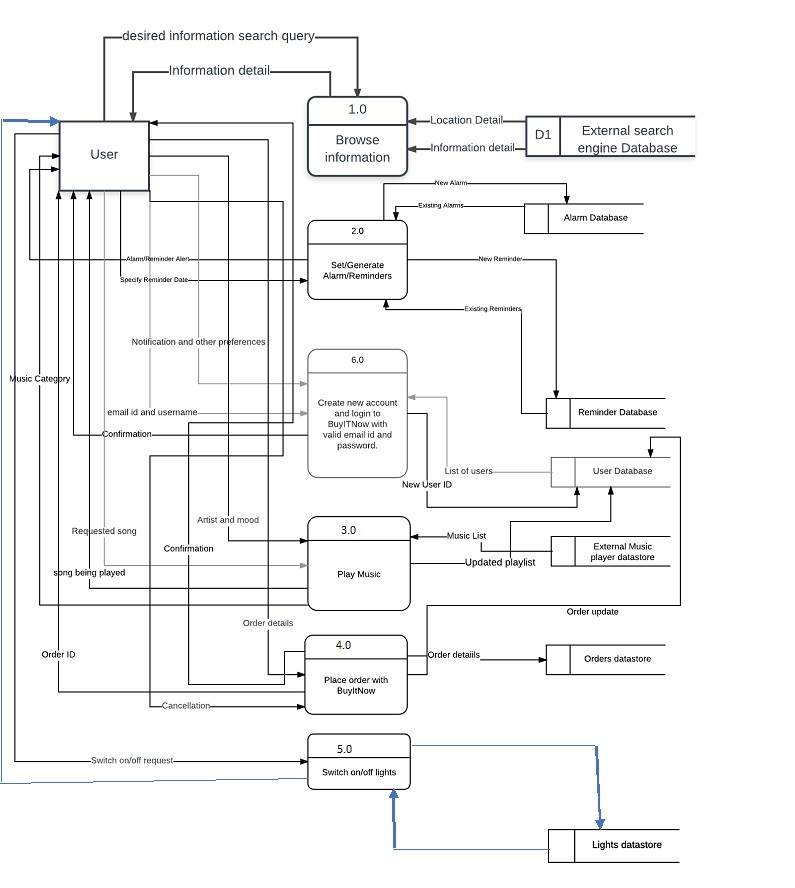 desired information search query
Information detail
1.0
Browse
information
Location Detail
Information detail
D1
External search
engine Database
User
New Alarm
Existing Alarms
Alarm Database
2.0
Set/Generate
Alarm/Reminders
Alarm/Reminder Alert
Specify Reminder Date
New Reminder
Existing Reminders
Notification and other preferences
6.0
Create new account
and login to
BuyITNow with
valid email id and
password.
Music Category
email id and username
Confirmation
Reminder Database
List of users
New User ID
User Database
Artist and mood
Requested song
Confirmation
song being played
3.0
Play Music
Music List
Updated playlist
External Music
player datastore
Order update
Order details
Order ID
4.0
Place order with
BuyItNow
Order detaiils
Orders datastore
Cancellation
5.0
Switch on/off lights
Switch on/off request
Lights datastore